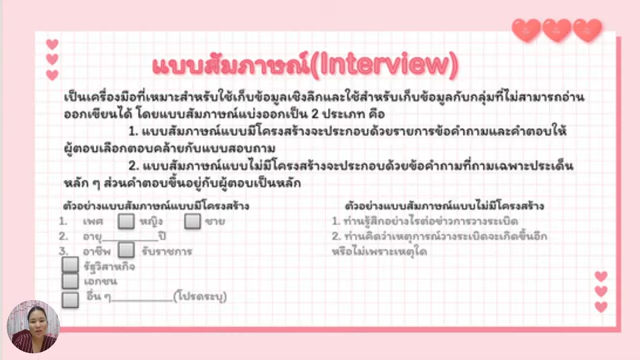 แบบสัมภาษณ์(Interview)
เป็นเครื่องมือที่เหมาะสำหรับใช้เก็บข้อมูลเชิงลึกและใช้สำหรับเก็บข้อมูลกับกลุ่มที่ไม่สามารถอ่าน
ออกเขียนได้ โดยแบบสัมภาษณ์แบ่งออกเป็น 2 ประเภท คือ
1. แบบสัมภาษณ์แบบมีโครงสร้างจะประกอบด้วยรายการข้อคำถามและคำตอบให้
ผู้ตอบเลือกตอบคล้ายกับแบบสอบถาม
2. แบบสัมภาษณ์แบบไม่มีโครงสร้างจะประกอบด้วยข้อคำถามที่ถามเฉพาะประเด็น
หลัก ๆ ส่วนคำตอบขึ้นอยู่กับผู้ตอบเป็นหลัก
ตัวอย่างแบบสัมภาษณ์แบบมีโครงสร้าง
1. เพศ หญิง ชาย
2. อายุ__________ปี
3. อาชีพ รับราชการ
รัฐวิสาหกิจ
เอกชน
อื่น ๆ__________(โปรดระบุ)
ตัวอย่างแบบสัมภาษณ์แบบไม่มีโครงสร้าง
1. ท่านรู้สึกอย่างไรต่อข่าวการวางระเบิด
2. ท่านคิดว่าเหตุการณ์วางระเบิดจะเกิดขึ้นอีก
หรือไม่เพราะเหตุใด